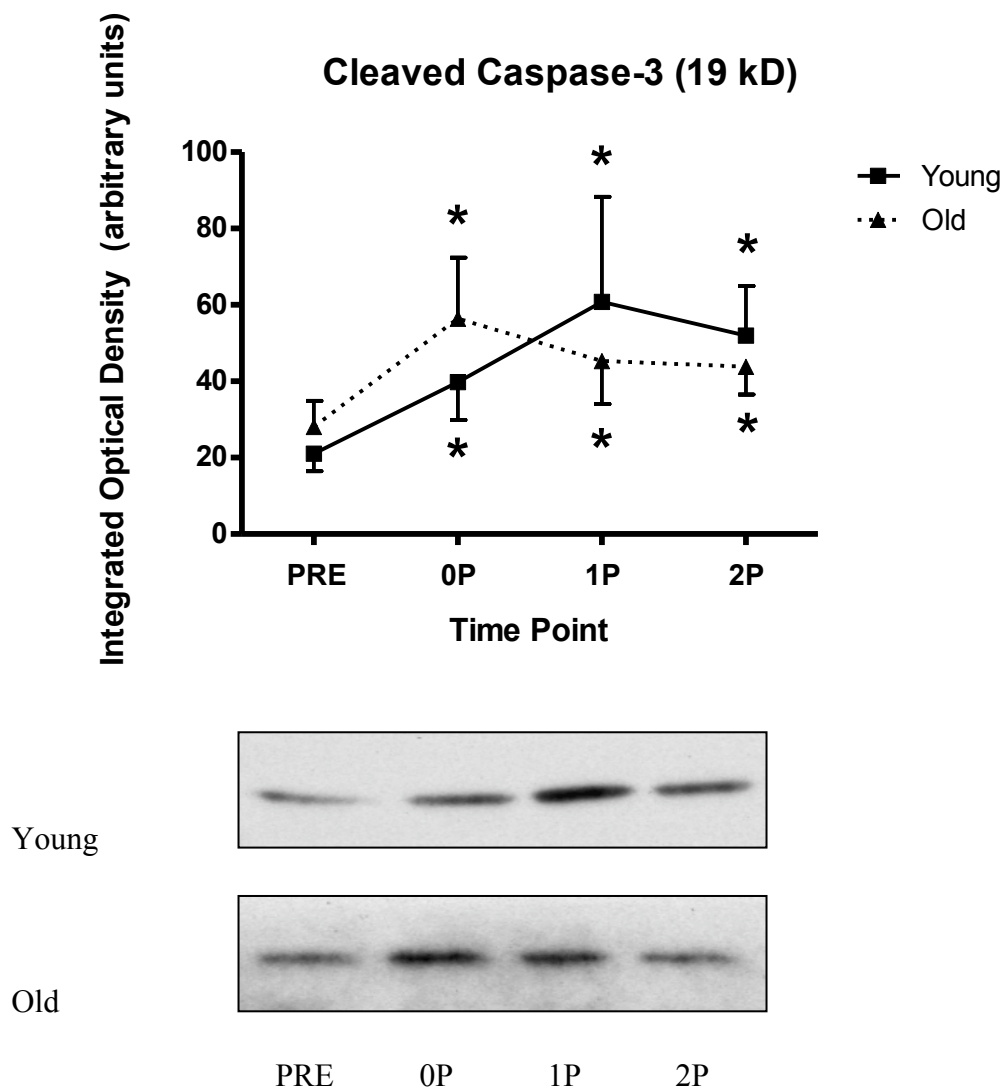 Cleaved Caspase-3 (19 kD)
Integrated Optical Density (arbitrary units)
100
80
60
40
20
0
* * *
* * *
Young
Old
PRE 0P 1P 2P
Time Point
Young
Old
PRE 0P 1P 2P